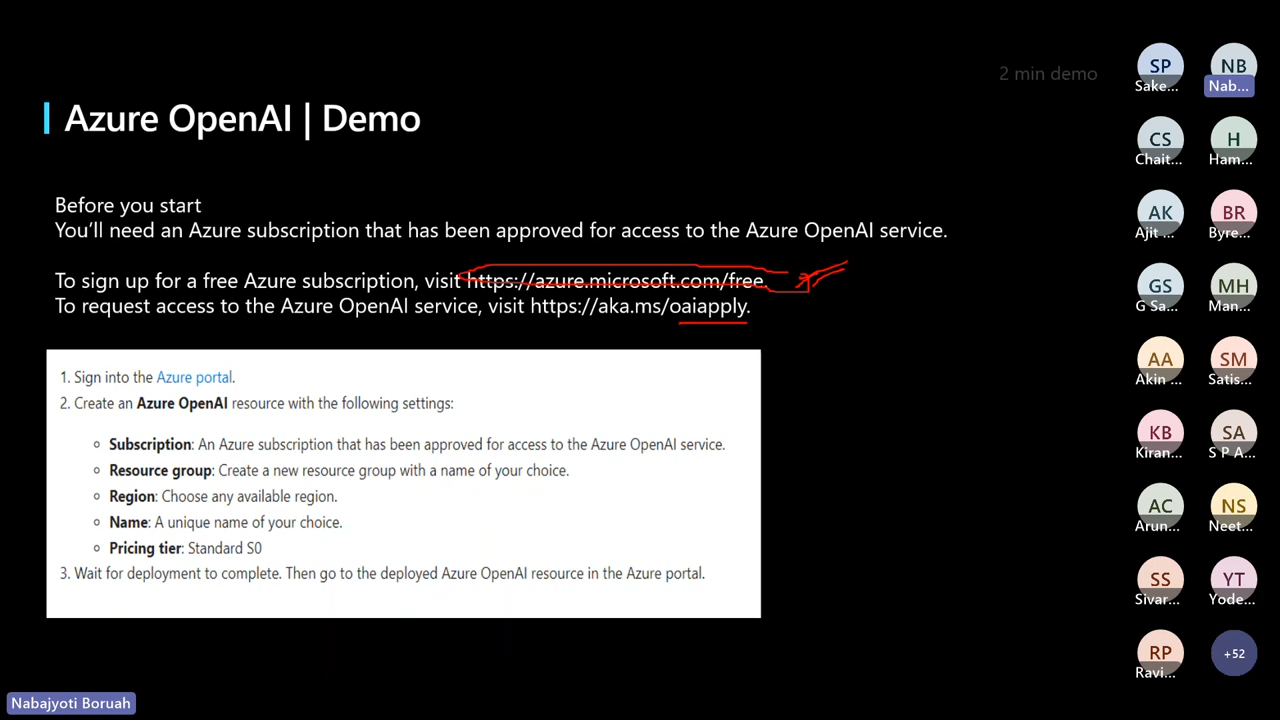 2 min demo
Azure OpenAI | Demo
Before you start
You'll need an Azure subscription that has been approved for access to the Azure OpenAI service.
To sign up for a free Azure subscription, visit https://azure.microsoft.com/free.
To request access to the Azure OpenAI service, visit https://aka.ms/oaiapply.
1. Sign into the Azure portal.
2. Create an Azure OpenAI resource with the following settings:
Subscription: An Azure subscription that has been approved for access to the Azure OpenAI service.
Resource group: Create a new resource group with a name of your choice.
Region: Choose any available region.
Name: A unique name of your choice.
Pricing tier: Standard S0
3. Wait for deployment to complete. Then go to the deployed Azure OpenAI resource in the Azure portal.
SP NB
Sake... Nab...
CS H
Chait... Ham...
AK BR
Ajit ... Byre...
GS MH
G Sa... Man...
AA SM
Akin ... Satis...
KB SA
Kiran... S P A...
AC NS
Arun... Neet...
SS YT
Sivar... Yode...
RP +52
Ravi...
Nabajyoti Boruah